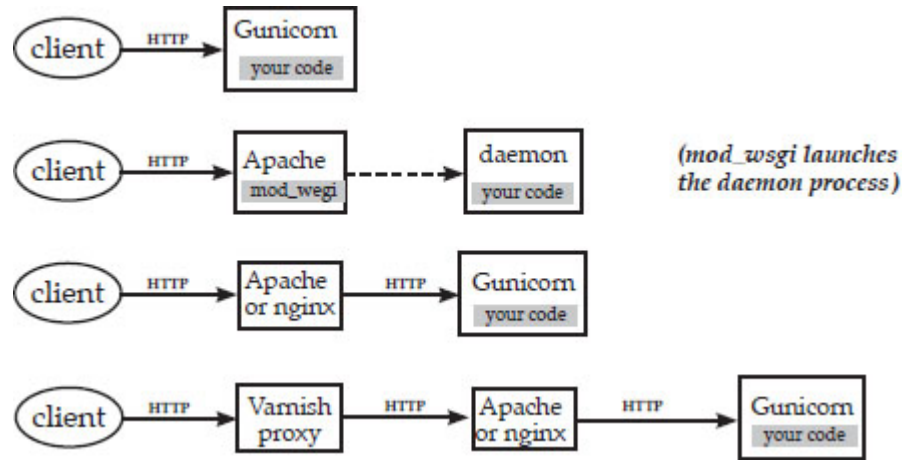 client
HTTP
Gunicorn
your code
client
HTTP
Apache
mod_wegi
daemon
your code
(mod_wsgi launches
the daemon process)
client
HTTP
Apache
or nginx
HTTP
Gunicorn
your code
client
HTTP
Varnish
proxy
HTTP
Apache
or nginx
HTTP
Gunicorn
your code